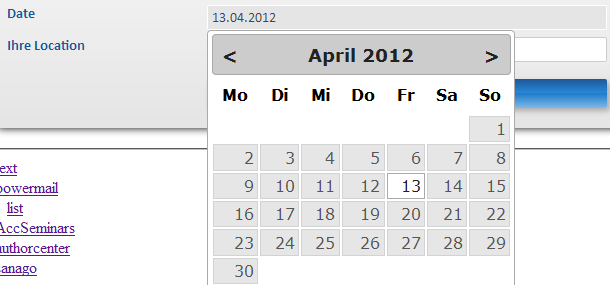 Date 13.04.2012
Ihre Location
< April 2012 >
Mo Di Mi Do Fr Sa So
1
2 3 4 5 6 7 8
9 10 11 12 13 14 15
16 17 18 19 20 21 22
23 24 25 26 27 28 29
30
ext
powermail
list
AccSeminars
authorcenter